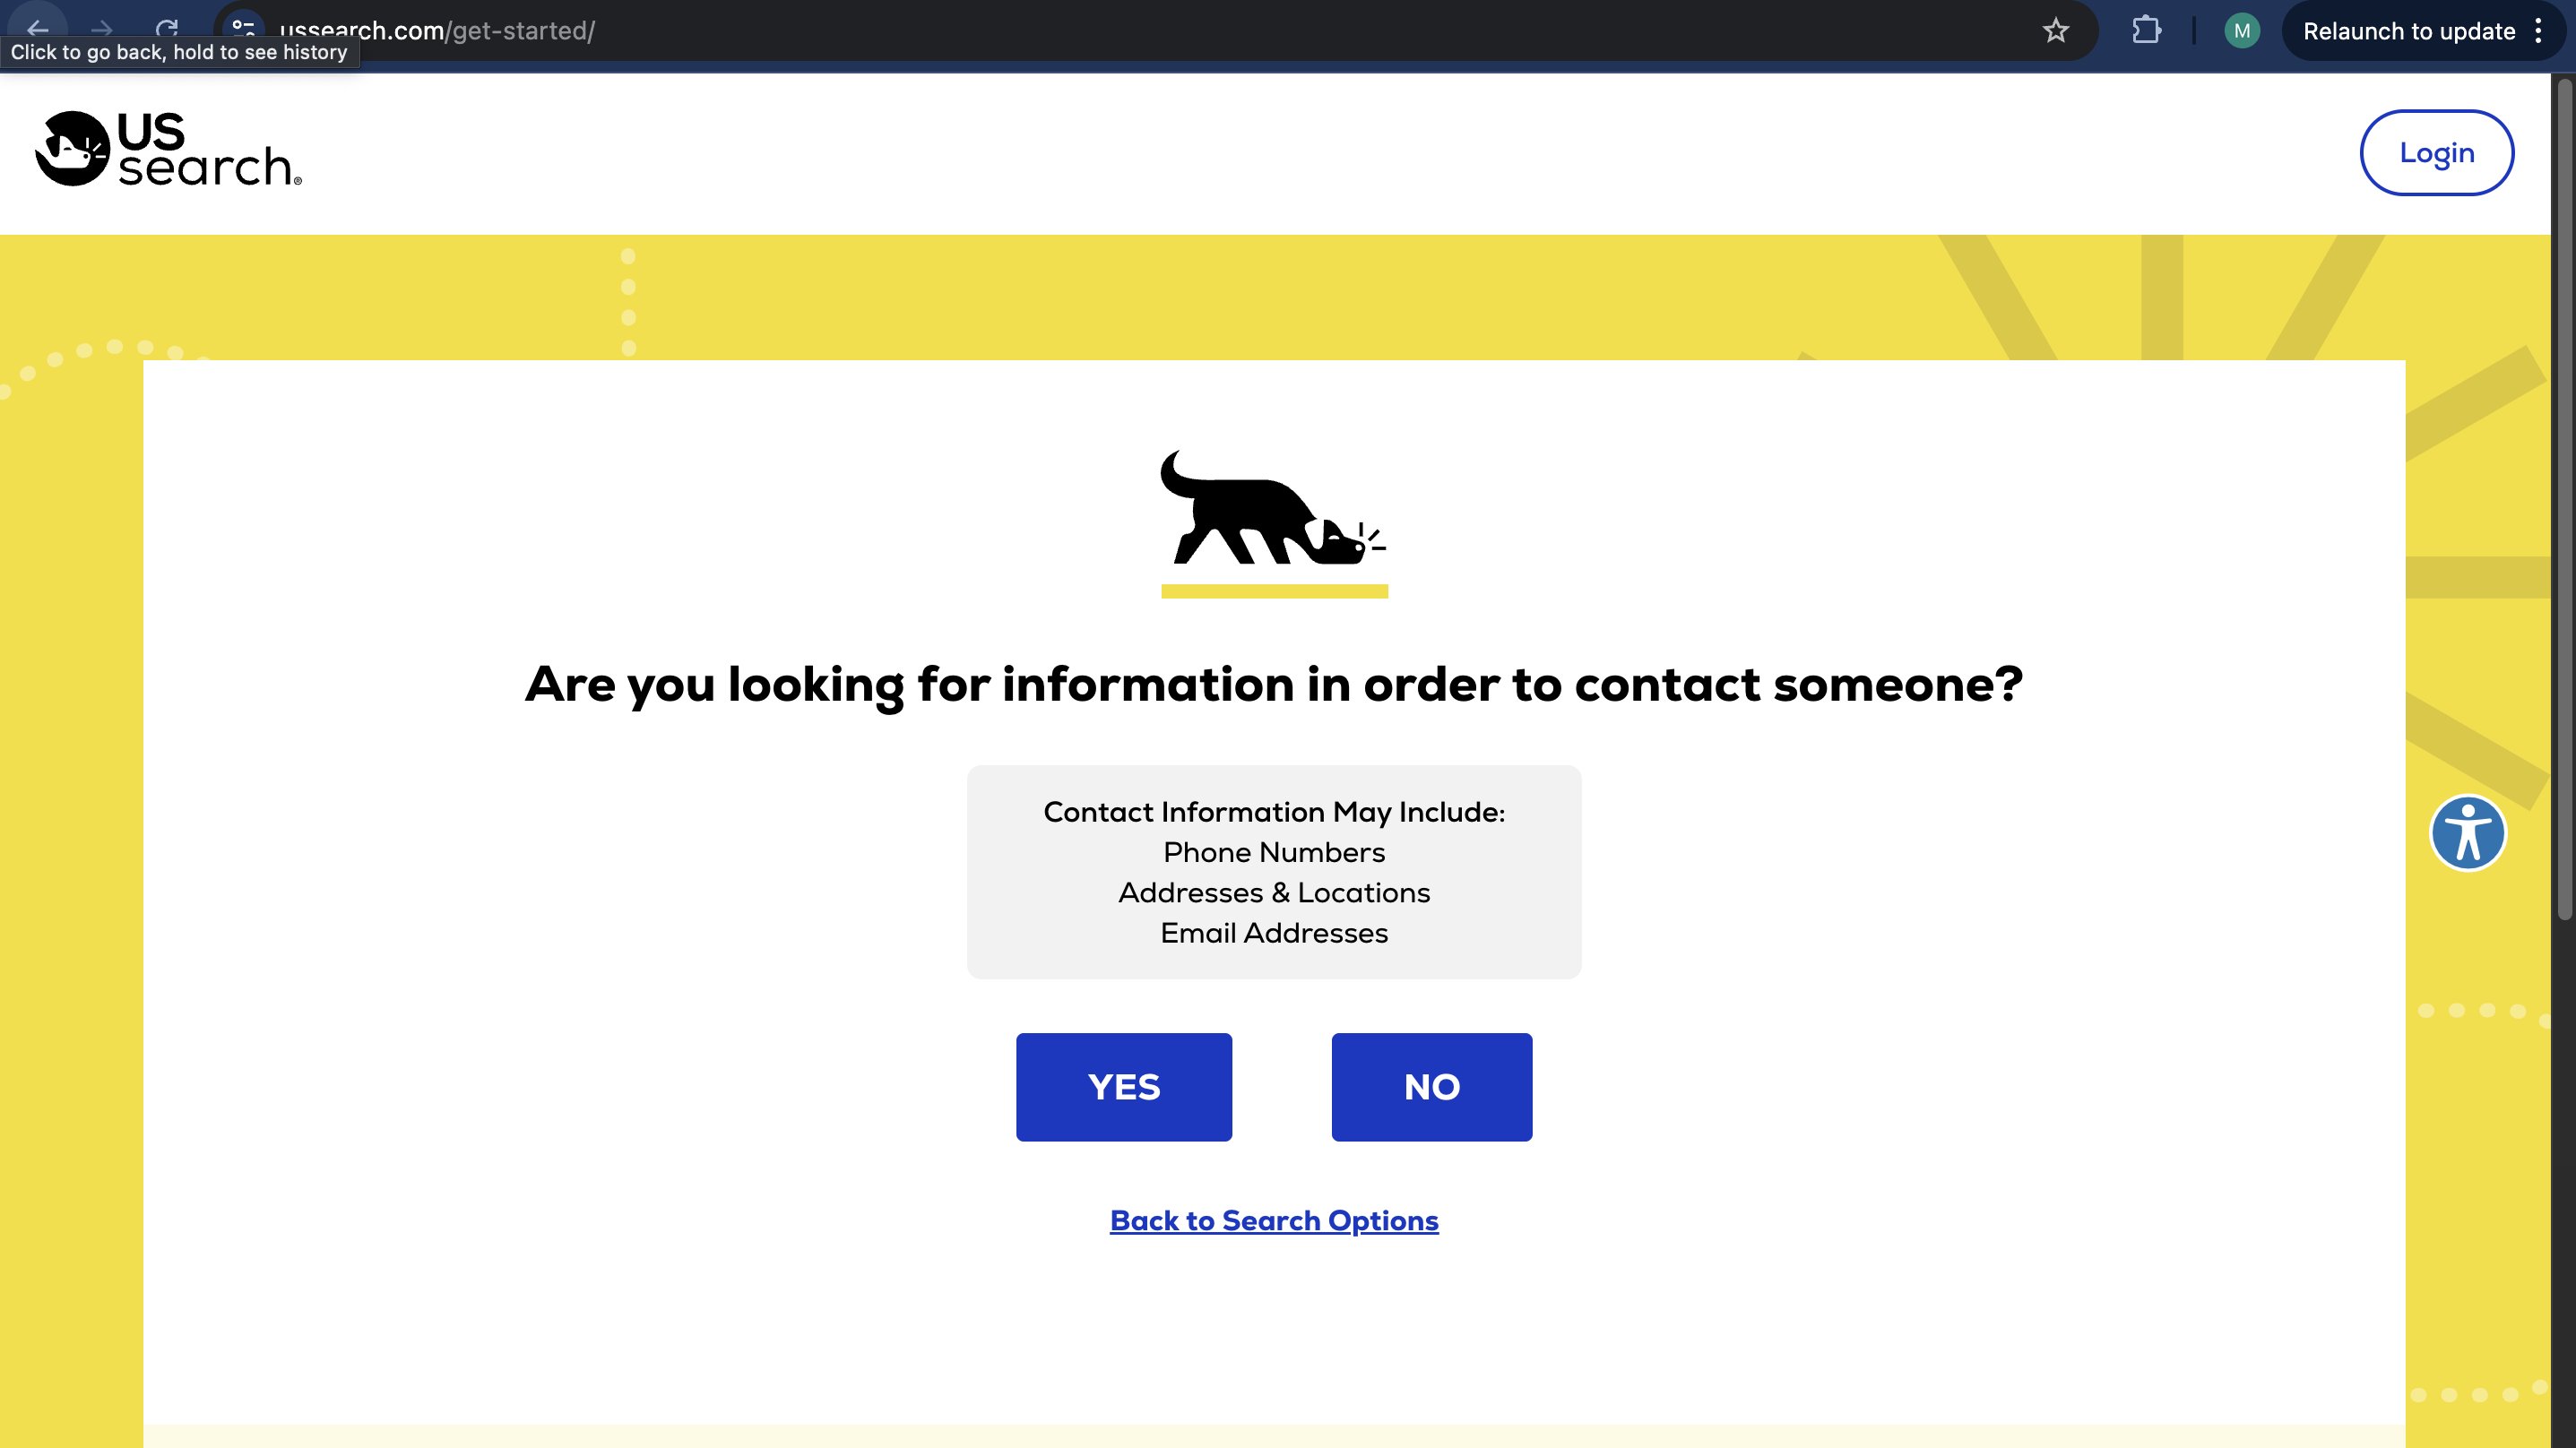 ussearch.com/get-started/
M
Relaunch to update
Click to go back, hold to see history
US
search®
Login
Are you looking for information in order to contact someone?
Contact Information May Include:
Phone Numbers
Addresses & Locations
Email Addresses
YES
NO
Back to Search Options